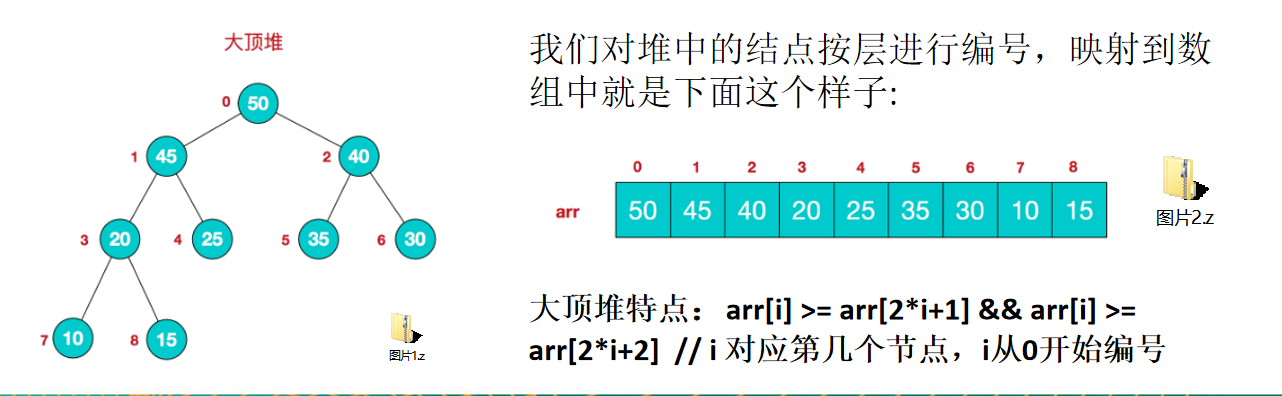 大顶堆
0 50
1 45
2 40
3 20
4 25
5 35
6 30
7 10
8 15
图片1.z
我们对堆中的结点按层进行编号，映射到数
组中就是下面这个样子:
0 1 2 3 4 5 6 7 8
arr 50 45 40 20 25 35 30 10 15
图片2.z
大顶堆特点：arr[i] >= arr[2*i+1] && arr[i] >=
arr[2*i+2] // i 对应第几个节点，i从0开始编号